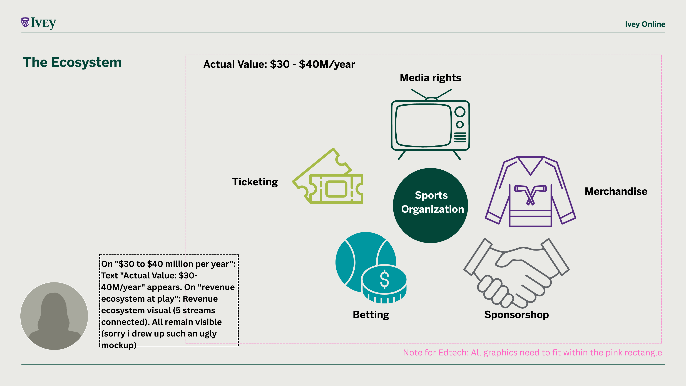 Ivey
Ivey Online
The Ecosystem
Actual Value: $30 - $40M/year
Media rights
Ticketing
Sports
Organization
Merchandise
$
Betting
Sponsorshop
On "$30 to $40 million per year":
Text "Actual Value: $30-
40M/year" appears. On "revenue
ecosystem at play": Revenue
ecosystem visual (5 streams
connected). All remain visible
(sorry i drew up such an ugly
mockup)
Note for Edtech: All graphics need to fit within the pink rectangle